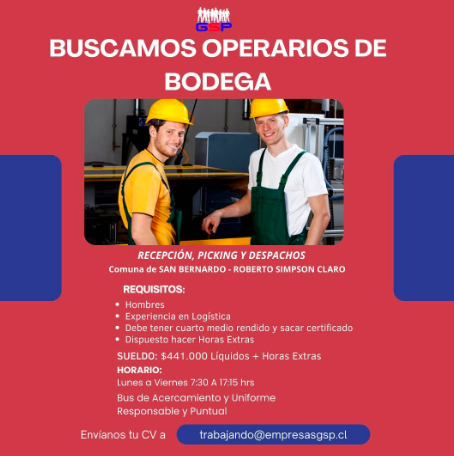 GSP
BUSCAMOS OPERARIOS DE
BODEGA
RECEPCIÓN, PICKING Y DESPACHOS
Comuna de SAN BERNARDO - ROBERTO SIMPSON CLARO
REQUISITOS:
• Hombres
• Experiencia en Logística
• Debe tener cuarto medio rendido y sacar certificado
• Dispuesto hacer Horas Extras
SUELDO: $441.000 Líquidos + Horas Extras
HORARIO:
Lunes a Viernes 7:30 A 17:15 hrs
Bus de Acercamiento y Uniforme
Responsable y Puntual
Envíanos tu CV a trabajando@empresasgsp.cl